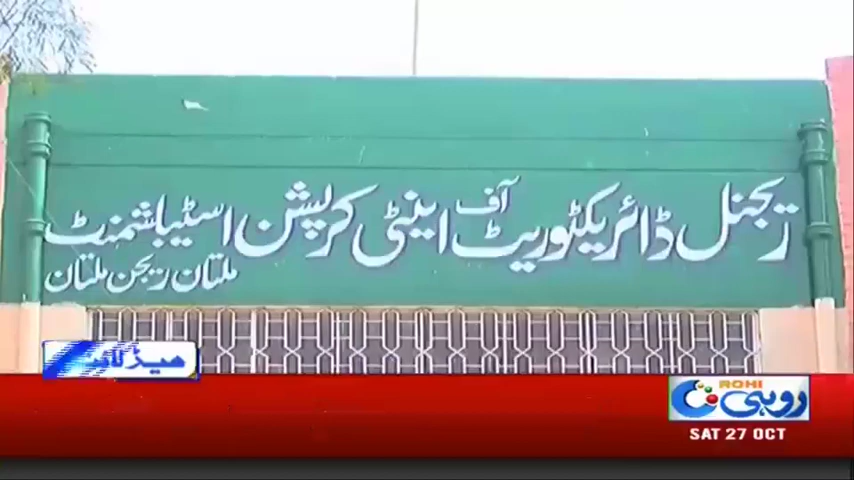 ریجنل ڈائریکٹوریٹ آف اینٹی کرپشن اسٹیبلشمنٹ
ملتان ریجن ملتان
ہیڈلائنز
ROHI
روہی
SAT 27 OCT